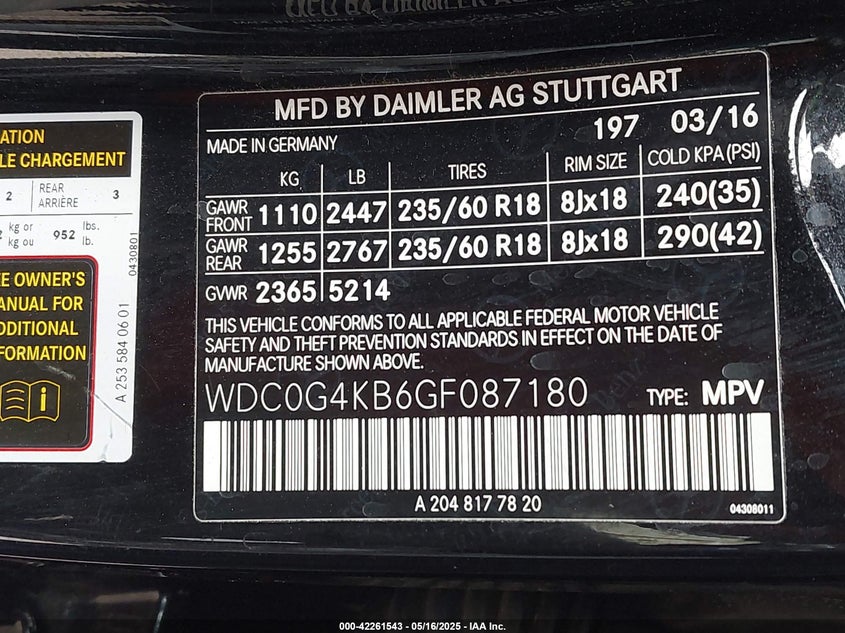 MFD BY DAIMLER AG STUTTGART
MADE IN GERMANY 197 03/16
KG LB TIRES RIM SIZE COLD KPA (PSI)
GAWR FRONT 1110 2447 235/60 R18 8Jx18 240(35)
GAWR REAR 1255 2767 235/60 R18 8Jx18 290(42)
GVWR 2365 5214
THIS VEHICLE CONFORMS TO ALL APPLICABLE FEDERAL MOTOR VEHICLE
SAFETY AND THEFT PREVENTION STANDARDS IN EFFECT ON THE DATE OF
MANUFACTURE SHOWN ABOVE.
WDC0G4KB6GF087180 TYPE: MPV
A 204 817 78 20 04308011
CHARGEMENT
2 REAR ARRIÈRE 3
kg or kg ou 952 lbs. lb.
OWNER'S
MANUAL FOR
A 253 584 06 01 0430801
000-42261543 - 05/16/2025 - IAA Inc.